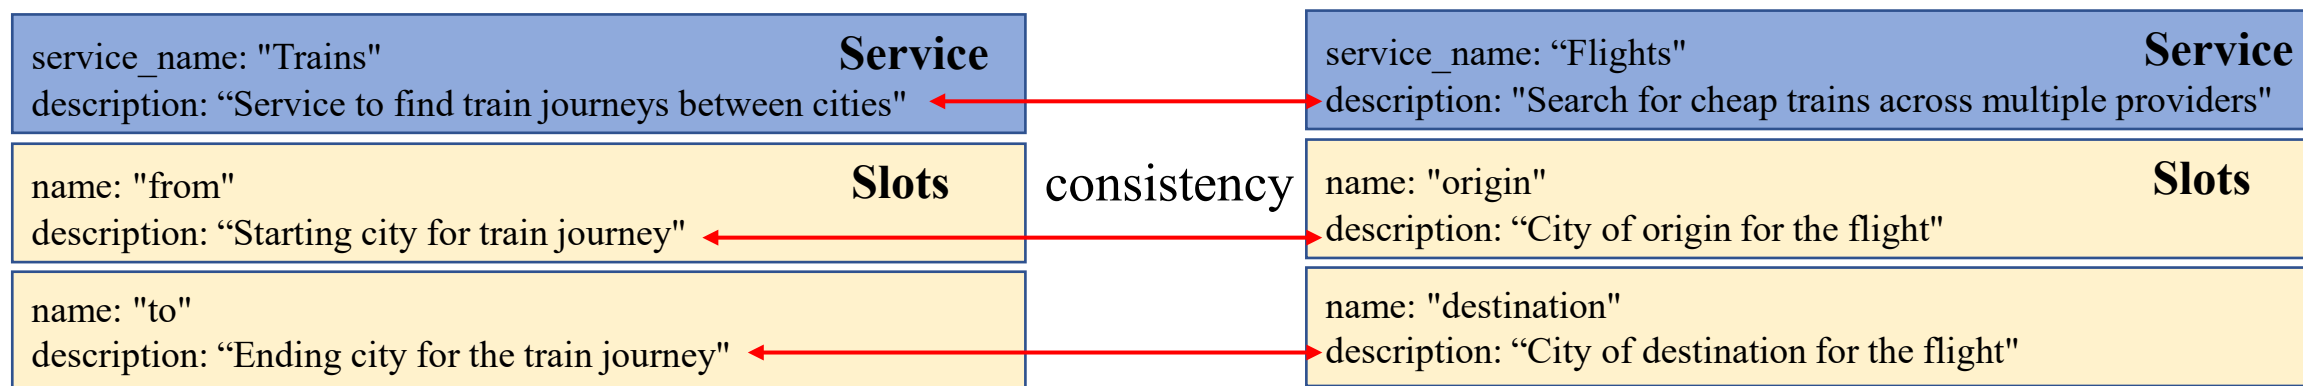 service_name: "Trains"
Service
description: “Service to find train journeys between cities"
name: "from"
Slots
description: “Starting city for train journey"
name: "to"
description: “Ending city for the train journey"
consistency
service_name: “Flights"
Service
description: "Search for cheap trains across multiple providers"
name: "origin"
Slots
description: “City of origin for the flight"
name: "destination"
description: “City of destination for the flight"